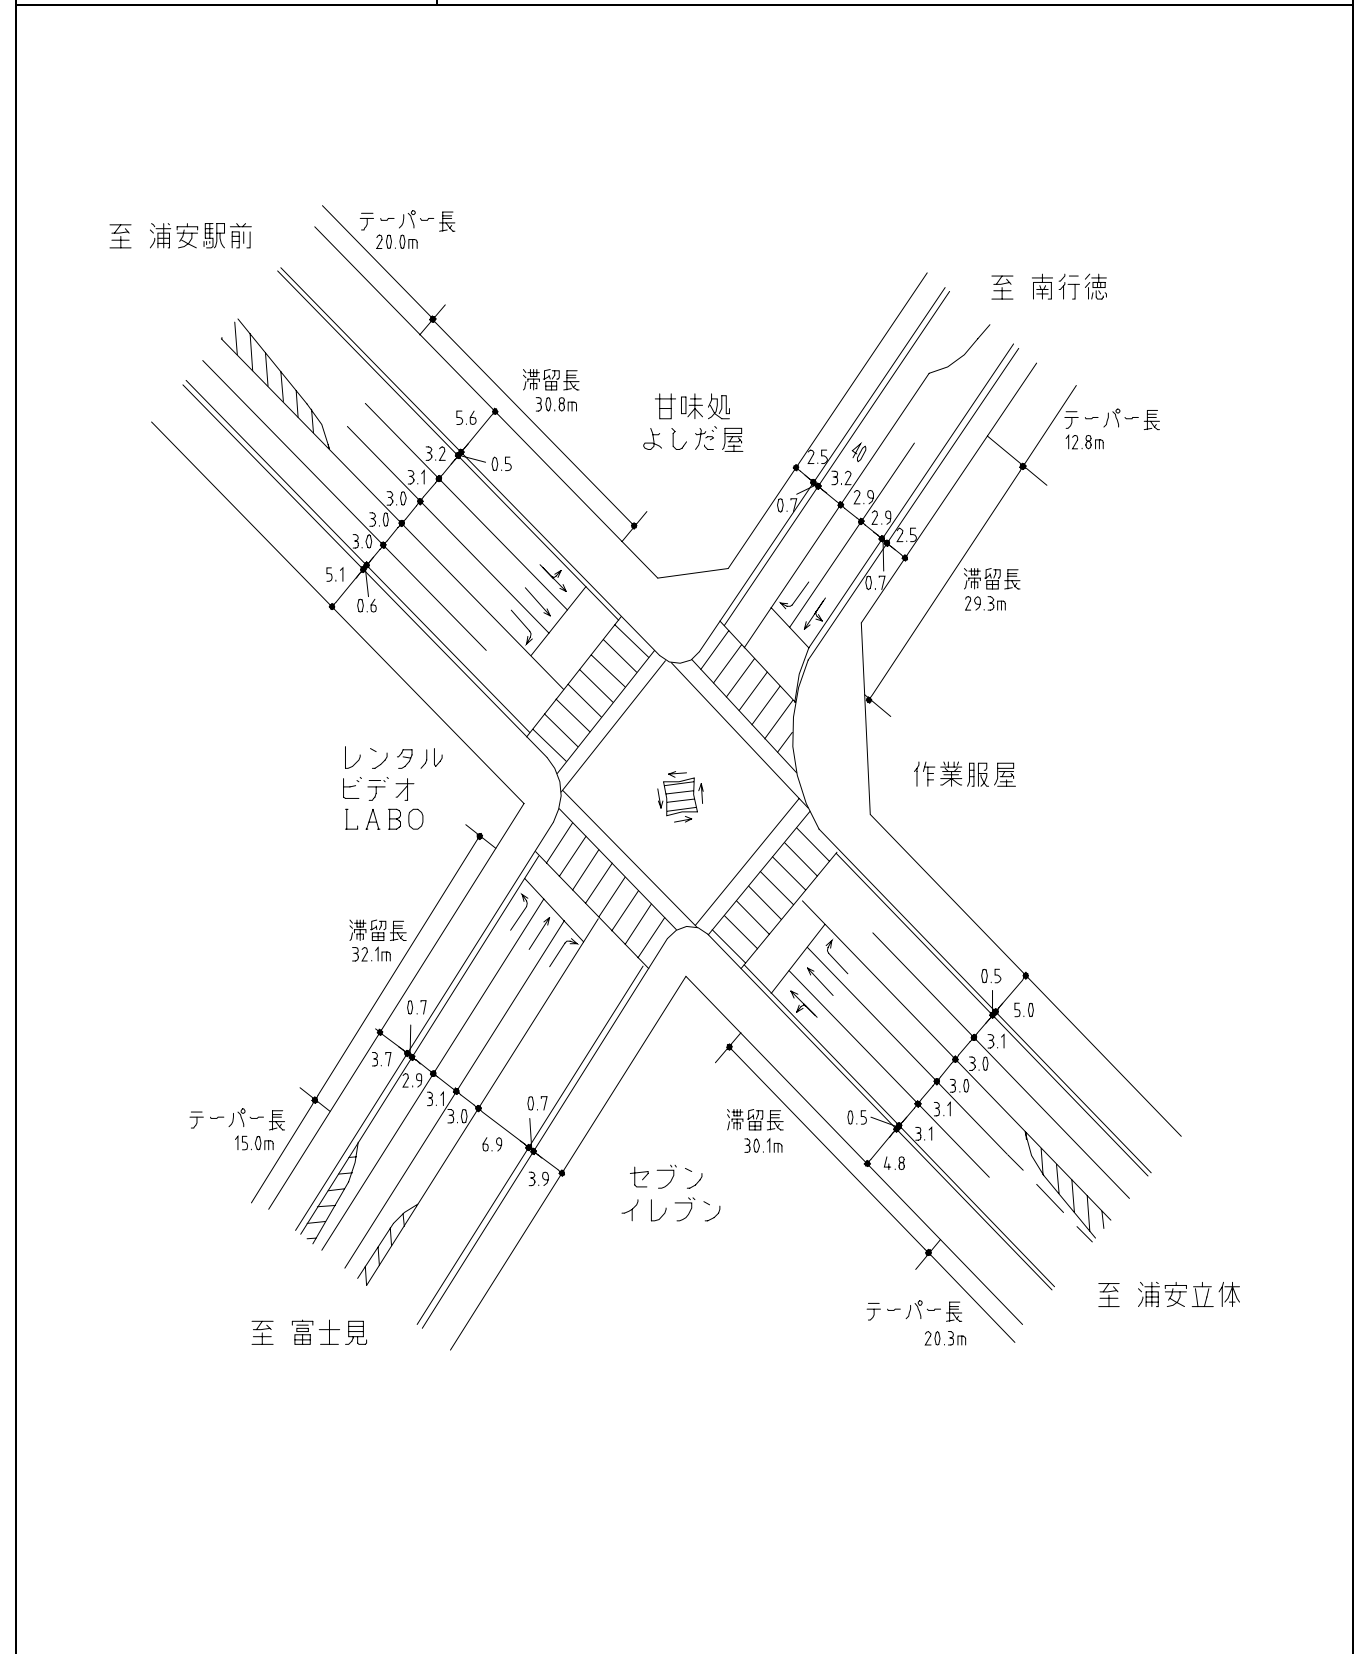 至 浦安駅前
テーパー長
20.0m
滞留長
30.8m
至 南行徳
甘味処
よしだ屋
テーパー長
12.8m
滞留長
29.3m
5.6
0.5
3.2
3.1
3.0
3.0
3.0
5.1
0.6
2.5
40
0.7
3.2
2.9
2.9
2.5
0.7
レンタル
ビデオ
LABO
作業服屋
滞留長
32.1m
0.7
3.7
2.9
3.1
3.0
6.9
0.7
3.9
テーパー長
15.0m
0.5
5.0
3.1
3.0
3.0
3.1
3.1
0.5
4.8
滞留長
30.1m
セブン
イレブン
テーパー長
20.3m
至 富士見
至 浦安立体